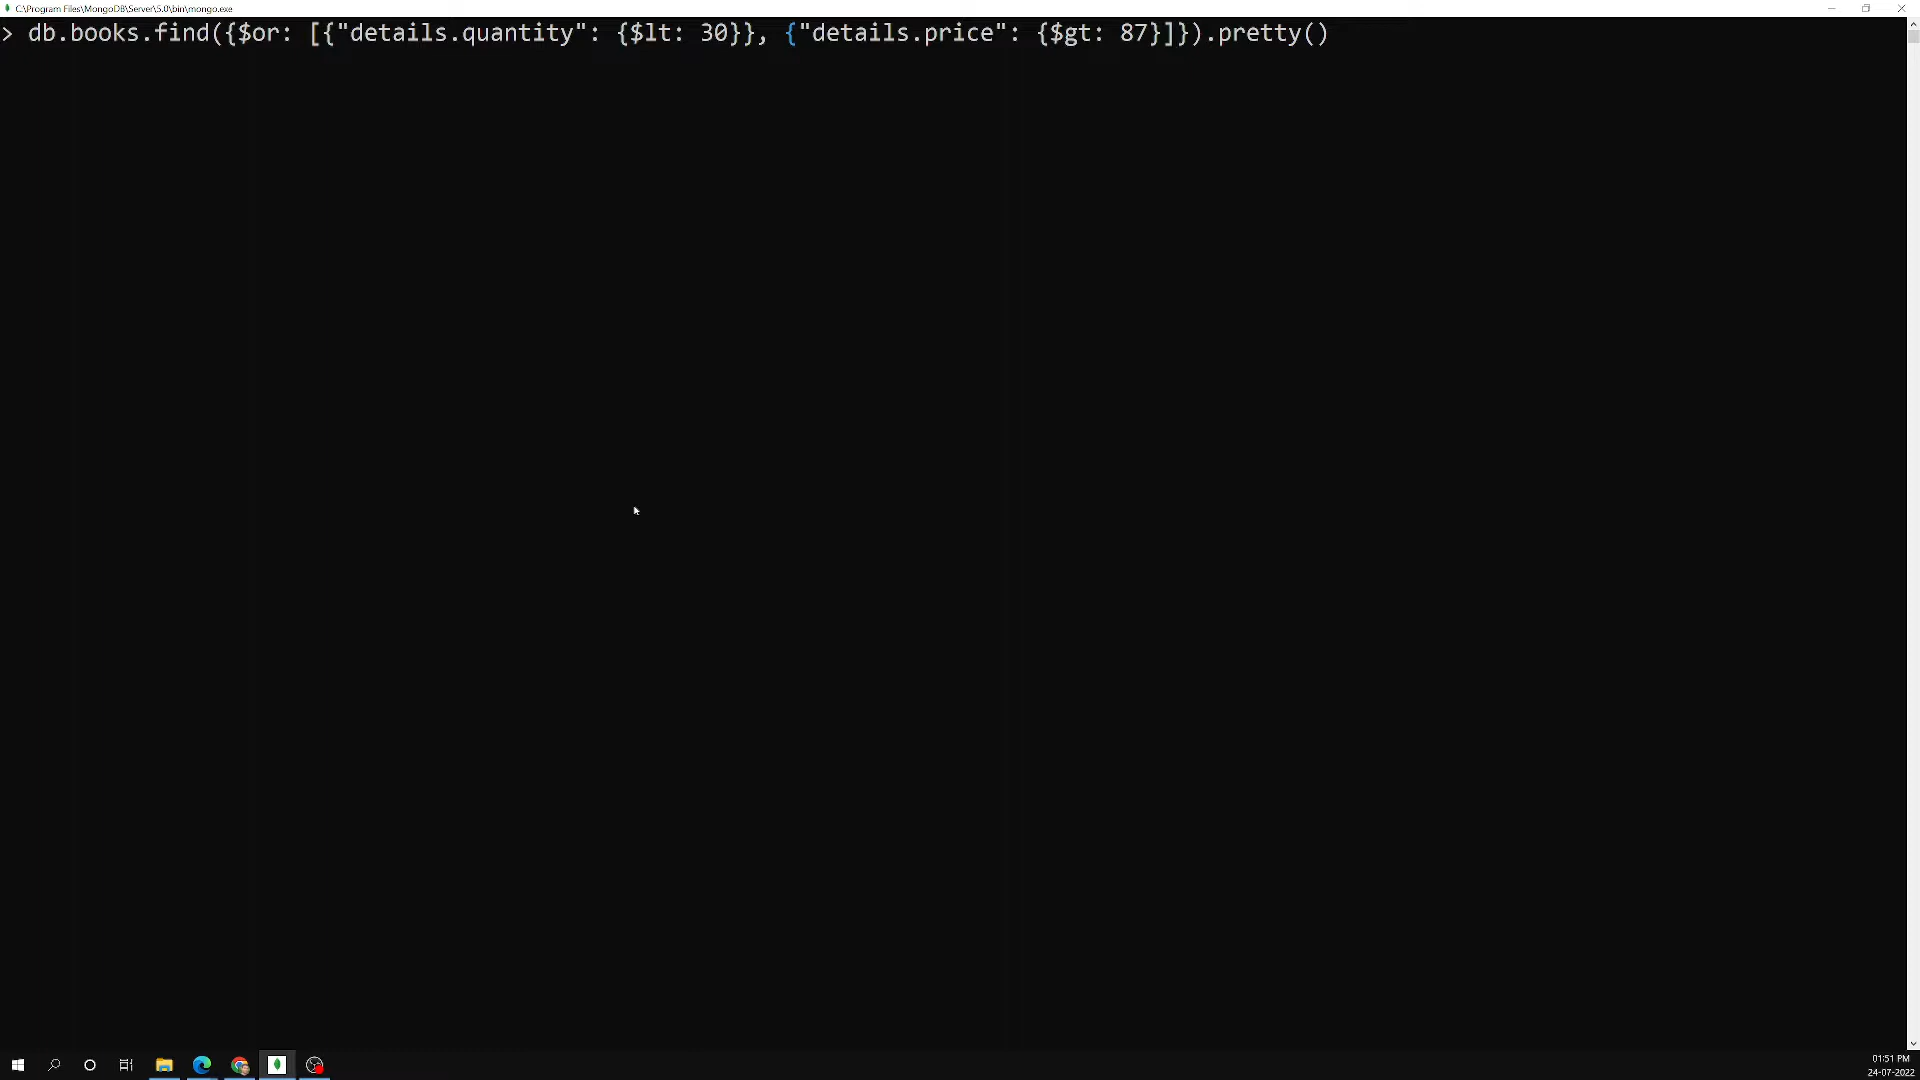 C:\Program Files\MongoDB\Server\5.0\bin\mongo.exe
> db.books.find({$or: [{"details.quantity": {$lt: 30}}, {"details.price": {$gt: 87}]}).pretty()
01:51 PM
24-07-2022